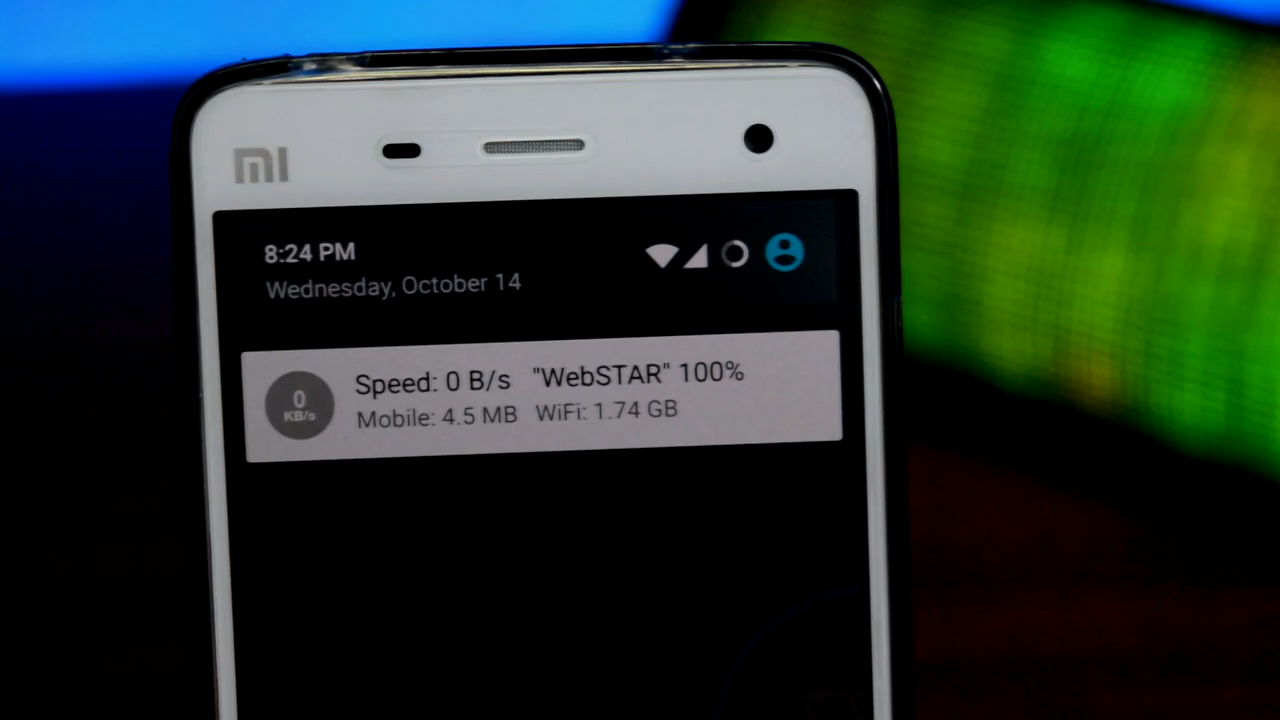 mi
8:24 PM
Wednesday, October 14
0
KB/s
Speed: 0 B/s "WebSTAR" 100%
Mobile: 4.5 MB WiFi: 1.74 GB